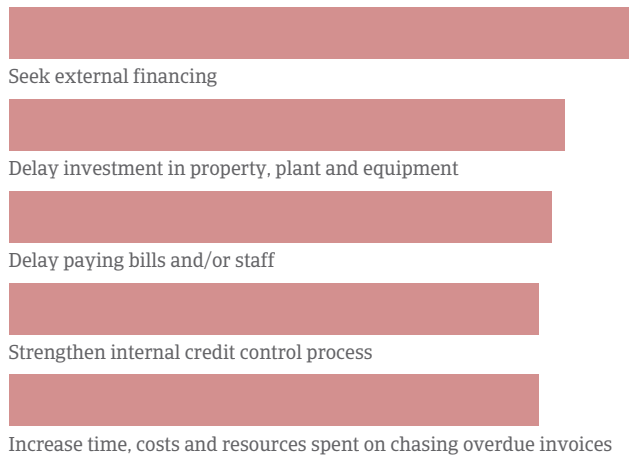 Seek external financing
Delay investment in property, plant and equipment
Delay paying bills and/or staff
Strengthen internal credit control process
Increase time, costs and resources spent on chasing overdue invoices